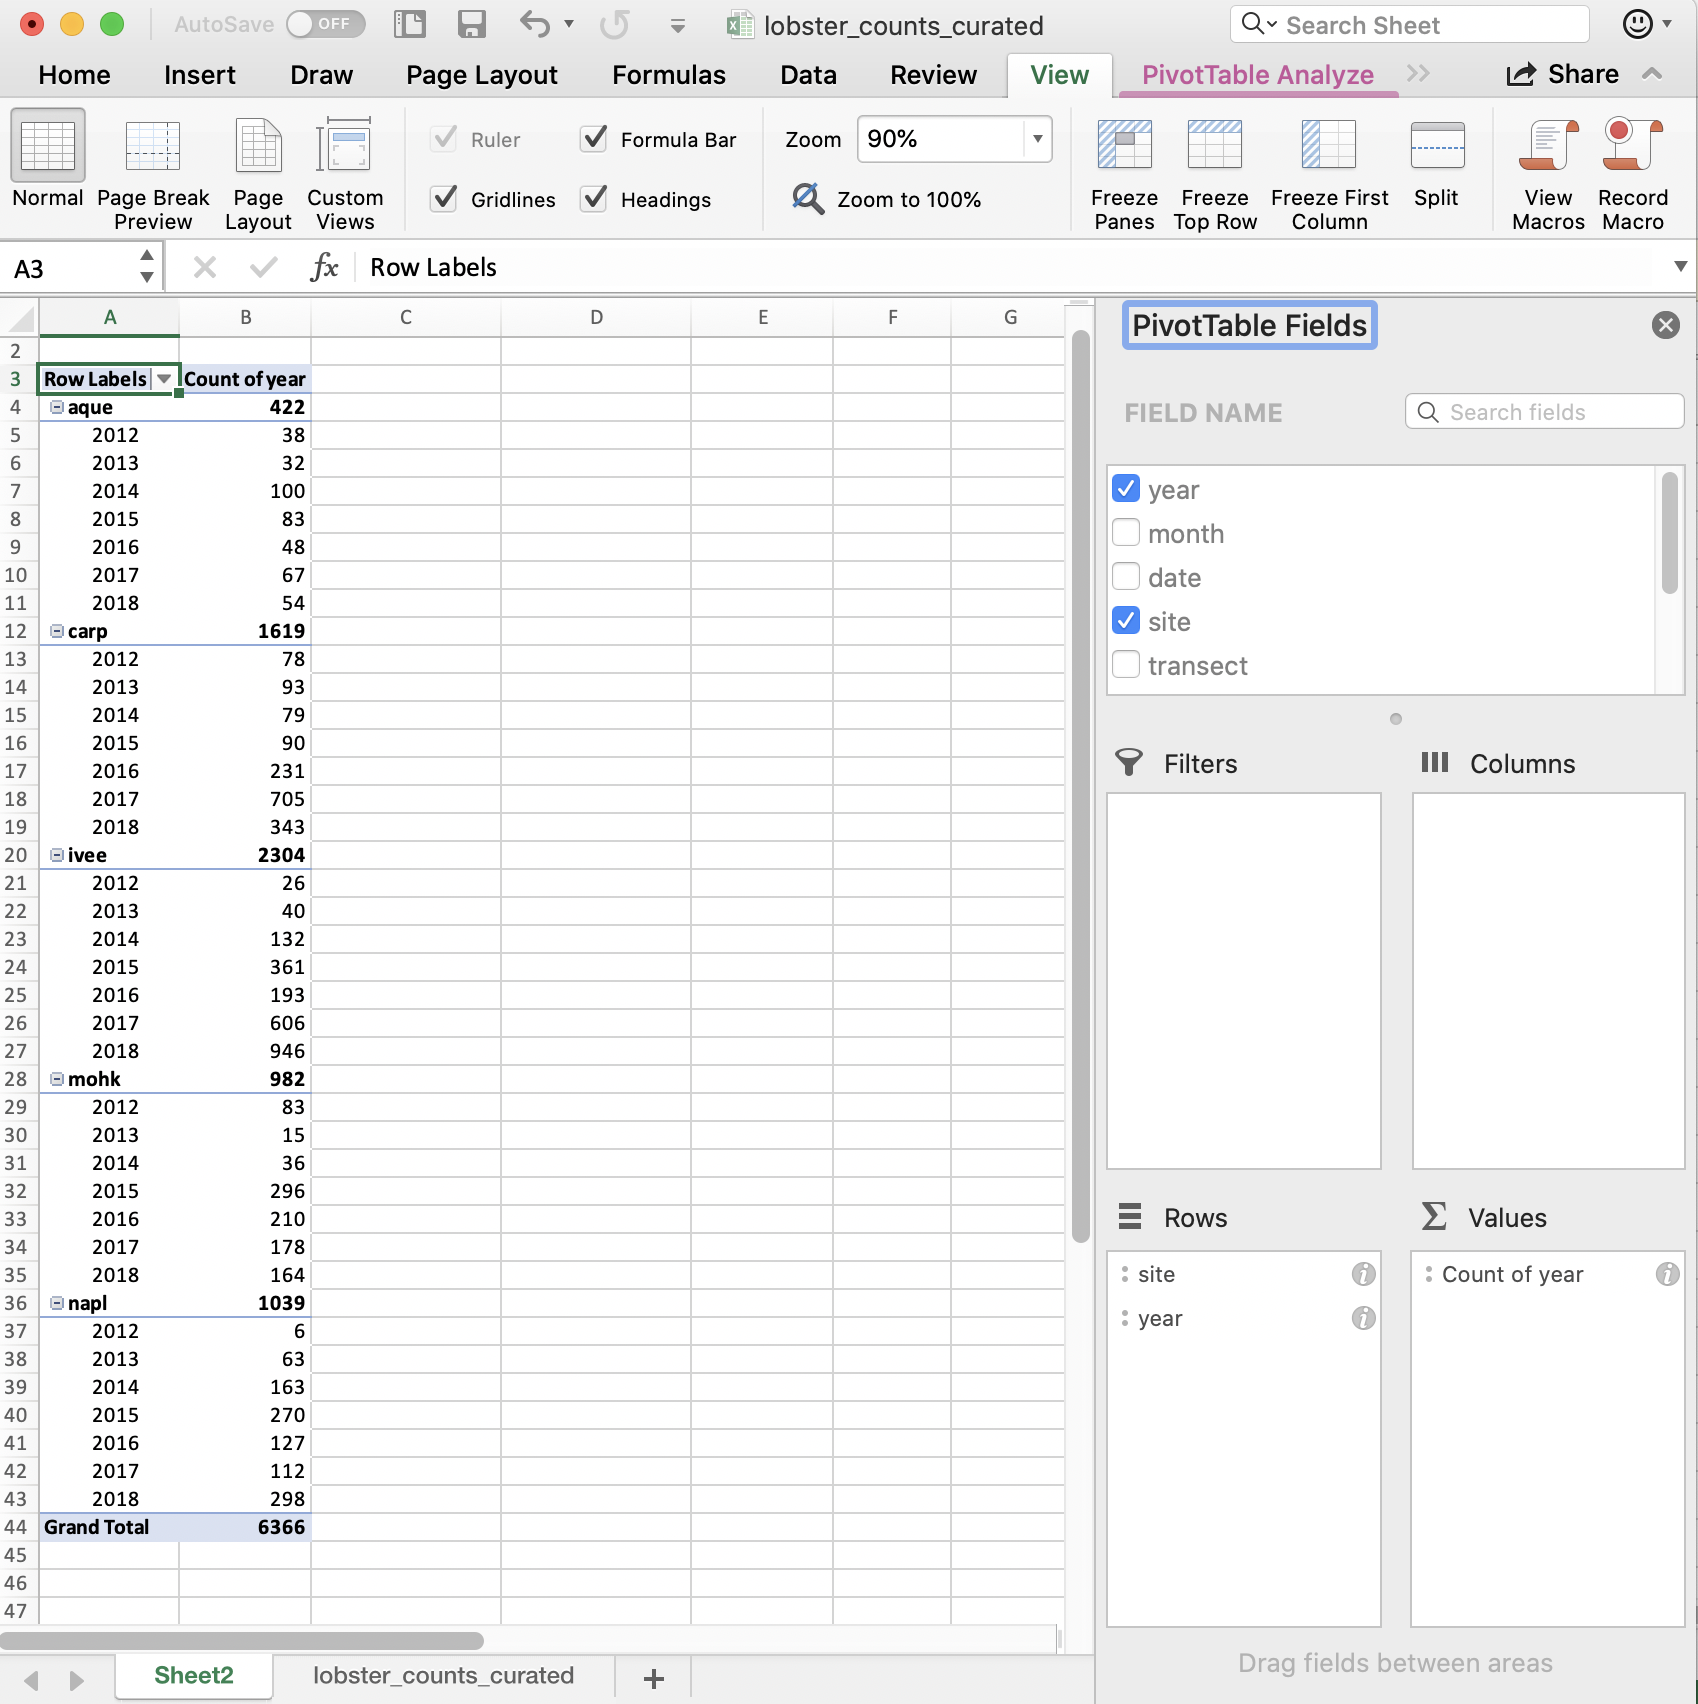 AutoSave OFF lobster_counts_curated Search Sheet
Home Insert Draw Page Layout Formulas Data Review View PivotTable Analyze >> Share
Ruler Formula Bar Zoom 90%
Gridlines Headings Zoom to 100%
Normal Page Break Page Custom Freeze Freeze Freeze First Split View Record
Preview Layout Views Panes Top Row Column Macros Macro
A3 fx Row Labels
A B C D E F G
PivotTable Fields
2
3 Row Labels Count of year
4 aque 422
5 2012 38
6 2013 32
7 2014 100
8 2015 83
9 2016 48
10 2017 67
11 2018 54
12 carp 1619
13 2012 78
14 2013 93
15 2014 79
16 2015 90
17 2016 231
18 2017 705
19 2018 343
20 ivee 2304
21 2012 26
22 2013 40
23 2014 132
24 2015 361
25 2016 193
26 2017 606
27 2018 946
28 mohk 982
29 2012 83
30 2013 15
31 2014 36
32 2015 296
33 2016 210
34 2017 178
35 2018 164
36 napl 1039
37 2012 6
38 2013 63
39 2014 163
40 2015 270
41 2016 127
42 2017 112
43 2018 298
44 Grand Total 6366
45
46
47
FIELD NAME Search fields
year
month
date
site
transect
Filters Columns
Rows Σ Values
site Count of year
year
Drag fields between areas
Sheet2 lobster_counts_curated +